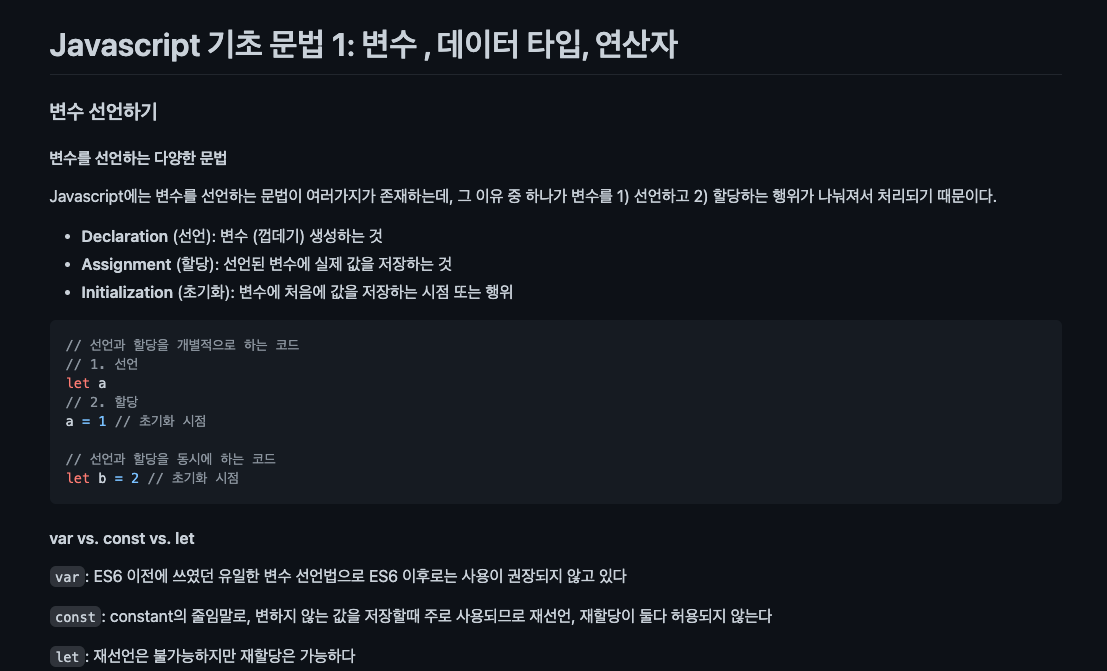 Javascript 기초 문법 1: 변수 , 데이터 타입, 연산자
변수 선언하기
변수를 선언하는 다양한 문법
Javascript에는 변수를 선언하는 문법이 여러가지가 존재하는데, 그 이유 중 하나가 변수를 1) 선언하고 2) 할당하는 행위가 나눠져서 처리되기 때문이다.
• Declaration (선언): 변수 (껍데기) 생성하는 것
• Assignment (할당): 선언된 변수에 실제 값을 저장하는 것
• Initialization (초기화): 변수에 처음에 값을 저장하는 시점 또는 행위
// 선언과 할당을 개별적으로 하는 코드
// 1. 선언
let a
// 2. 할당
a = 1 // 초기화 시점
// 선언과 할당을 동시에 하는 코드
let b = 2 // 초기화 시점
var vs. const vs. let
var: ES6 이전에 쓰였던 유일한 변수 선언법으로 ES6 이후로는 사용이 권장되지 않고 있다
const: constant의 줄임말로, 변하지 않는 값을 저장할때 주로 사용되므로 재선언, 재할당이 둘다 허용되지 않는다
let: 재선언은 불가능하지만 재할당은 가능하다